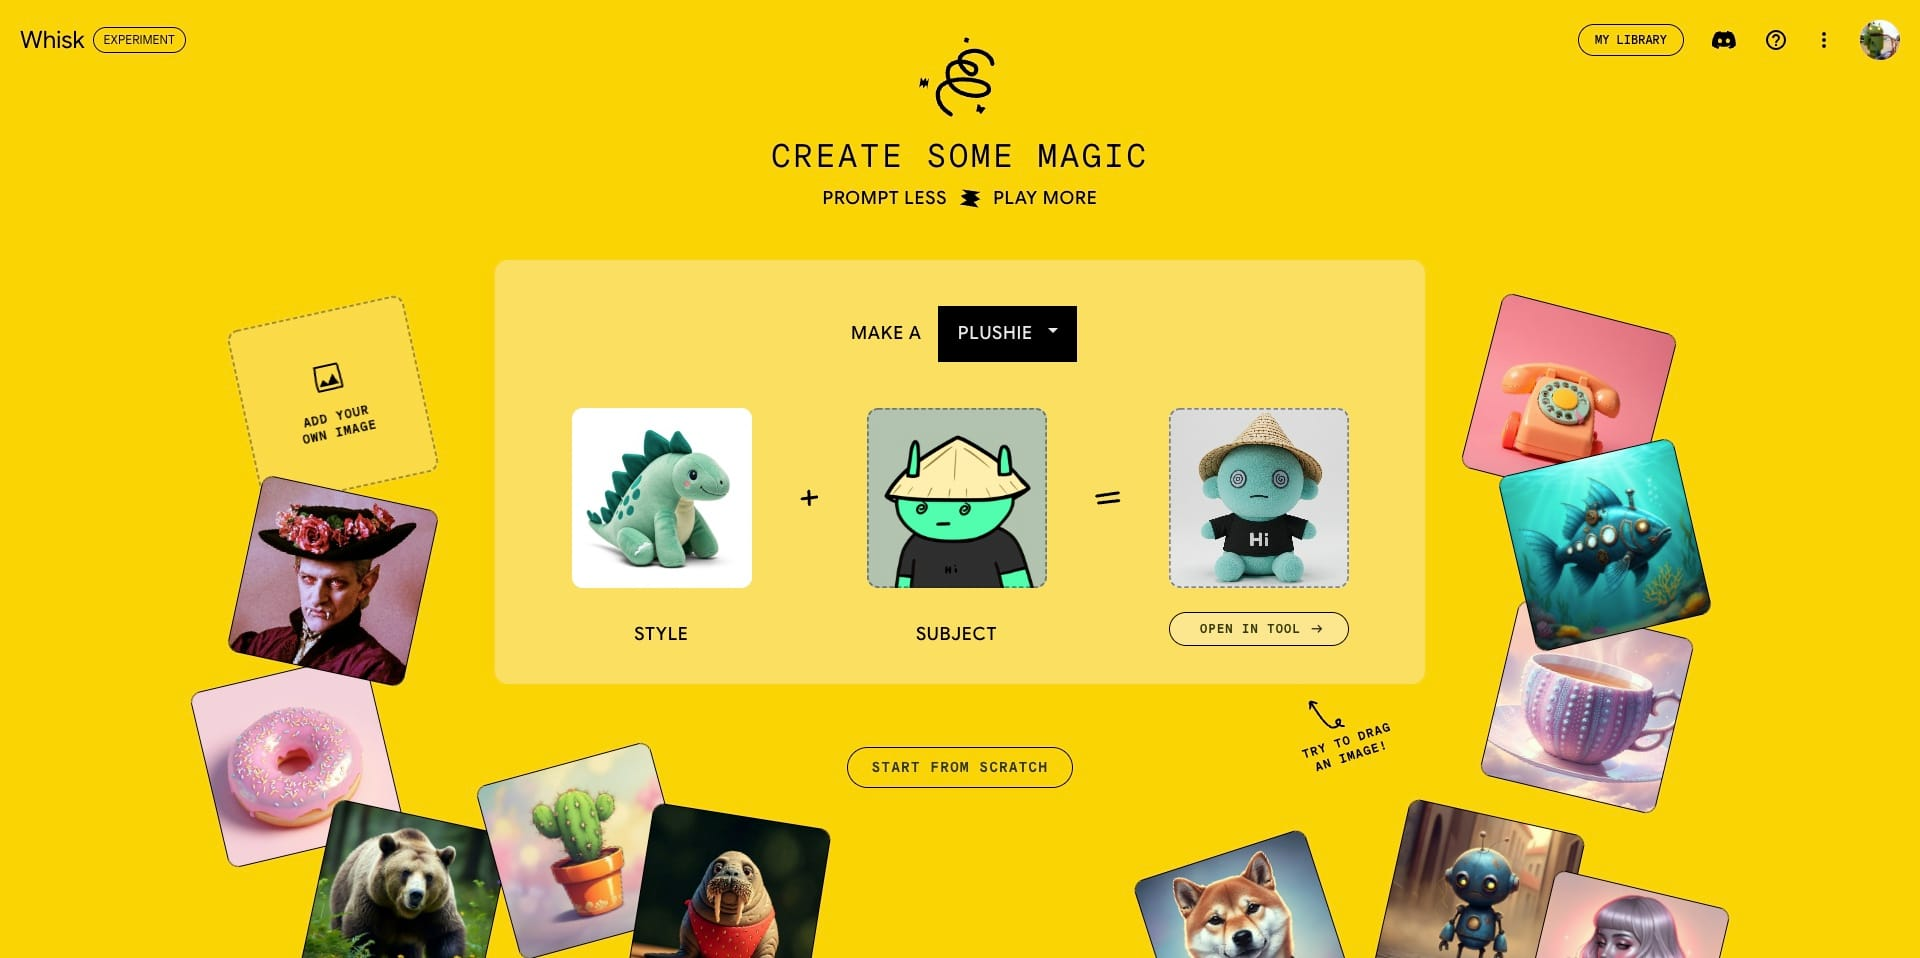 Whisk EXPERIMENT
MY LIBRARY
CREATE SOME MAGIC
PROMPT LESS PLAY MORE
MAKE A PLUSHIE
ADD YOUR
OWN IMAGE
+
=
Hi
Hi
STYLE
SUBJECT
OPEN IN TOOL →
TRY TO DRAG
AN IMAGE!
START FROM SCRATCH